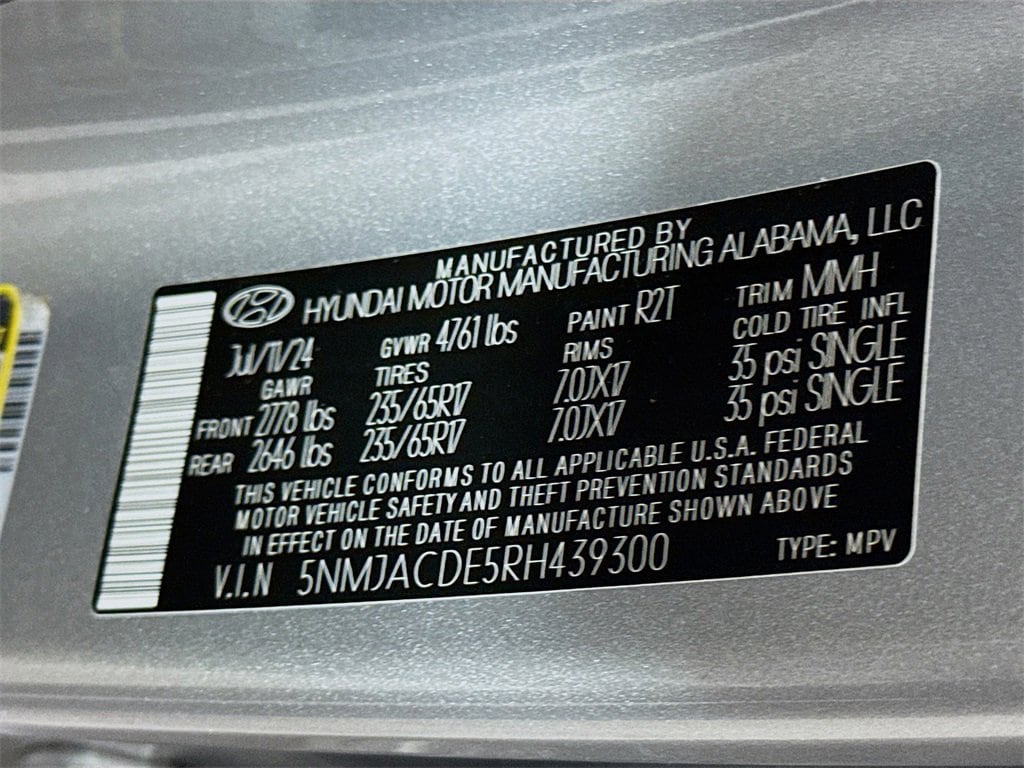 MANUFACTURED BY
HYUNDAI MOTOR MANUFACTURING ALABAMA, LLC
Jul/11/24 GVWR 4761 lbs PAINT R2T TRIM MMH
GAWR TIRES RIMS COLD TIRE INFL
FRONT 2778 lbs 235/65R17 7.0JX17 35 psi SINGLE
REAR 2646 lbs 235/65R17 7.0JX17 35 psi SINGLE
THIS VEHICLE CONFORMS TO ALL APPLICABLE U.S.A. FEDERAL
MOTOR VEHICLE SAFETY AND THEFT PREVENTION STANDARDS
IN EFFECT ON THE DATE OF MANUFACTURE SHOWN ABOVE
V.I.N 5NMJACDE5RH439300 TYPE: MPV